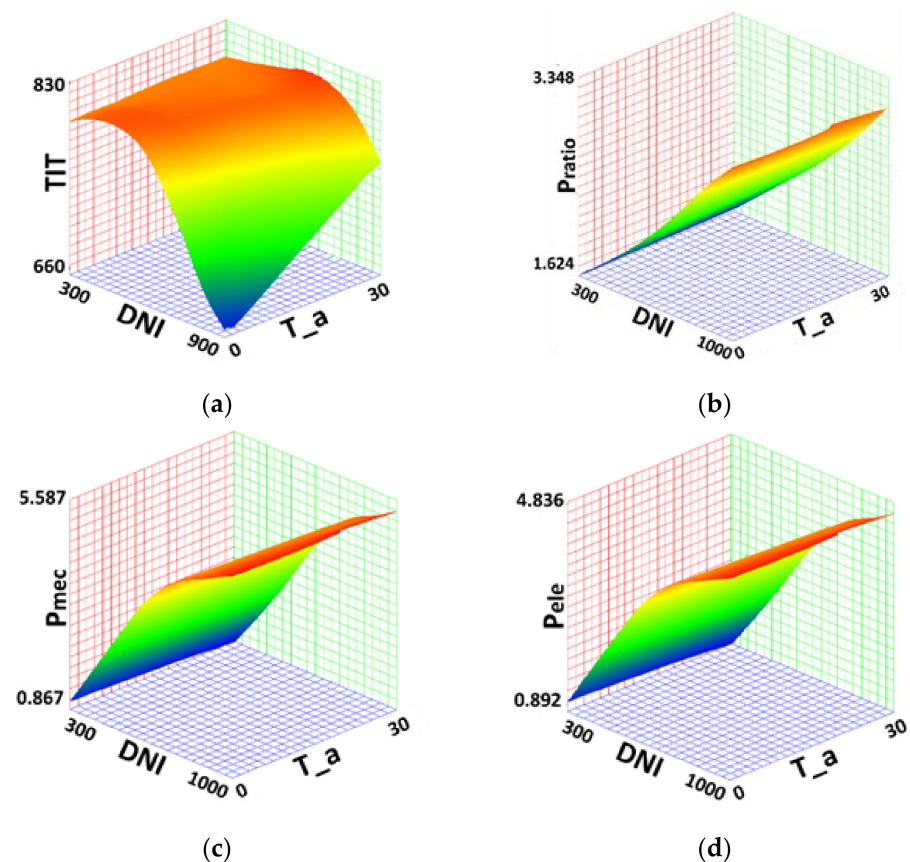 830
TIT
660
300
DNI
900
0
T_a
30
(a)
3.348
Pratio
1.624
300
DNI
1000
0
T_a
30
(b)
5.587
Pmec
0.867
300
DNI
1000
0
T_a
30
(c)
4.836
Pele
0.892
300
DNI
1000
0
T_a
30
(d)